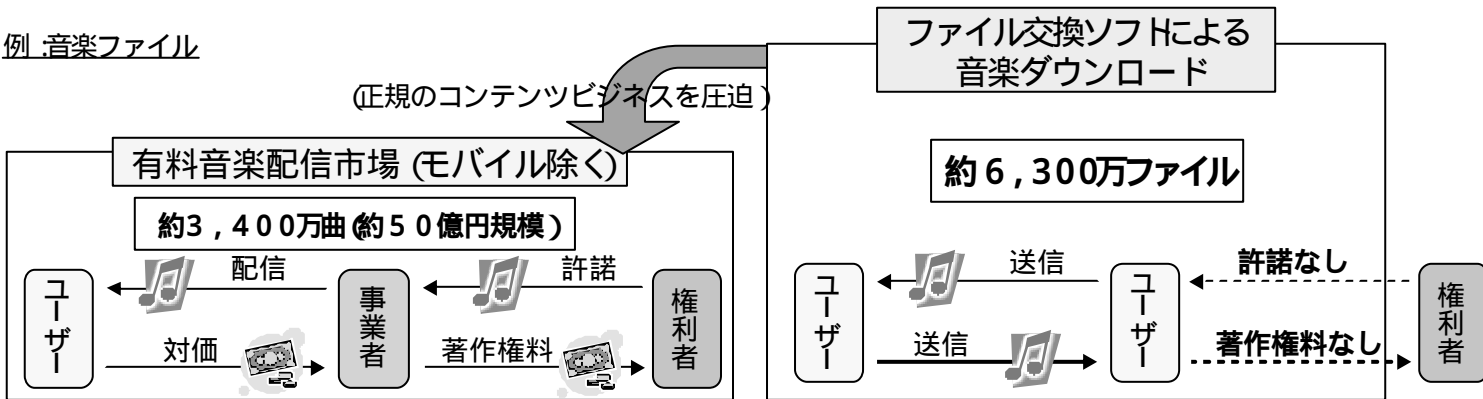 例:音楽ファイル
(正規のコンテンツビジネスを圧迫)
有料音楽配信市場(モバイル除く)
約3,400万曲(約50億円規模)
ユーザー
配信
対価
事業者
許諾
著作権料
権利者
ファイル交換ソフトによる
音楽ダウンロード
約6,300万ファイル
ユーザー
送信
送信
ユーザー
許諾なし
著作権料なし
権利者